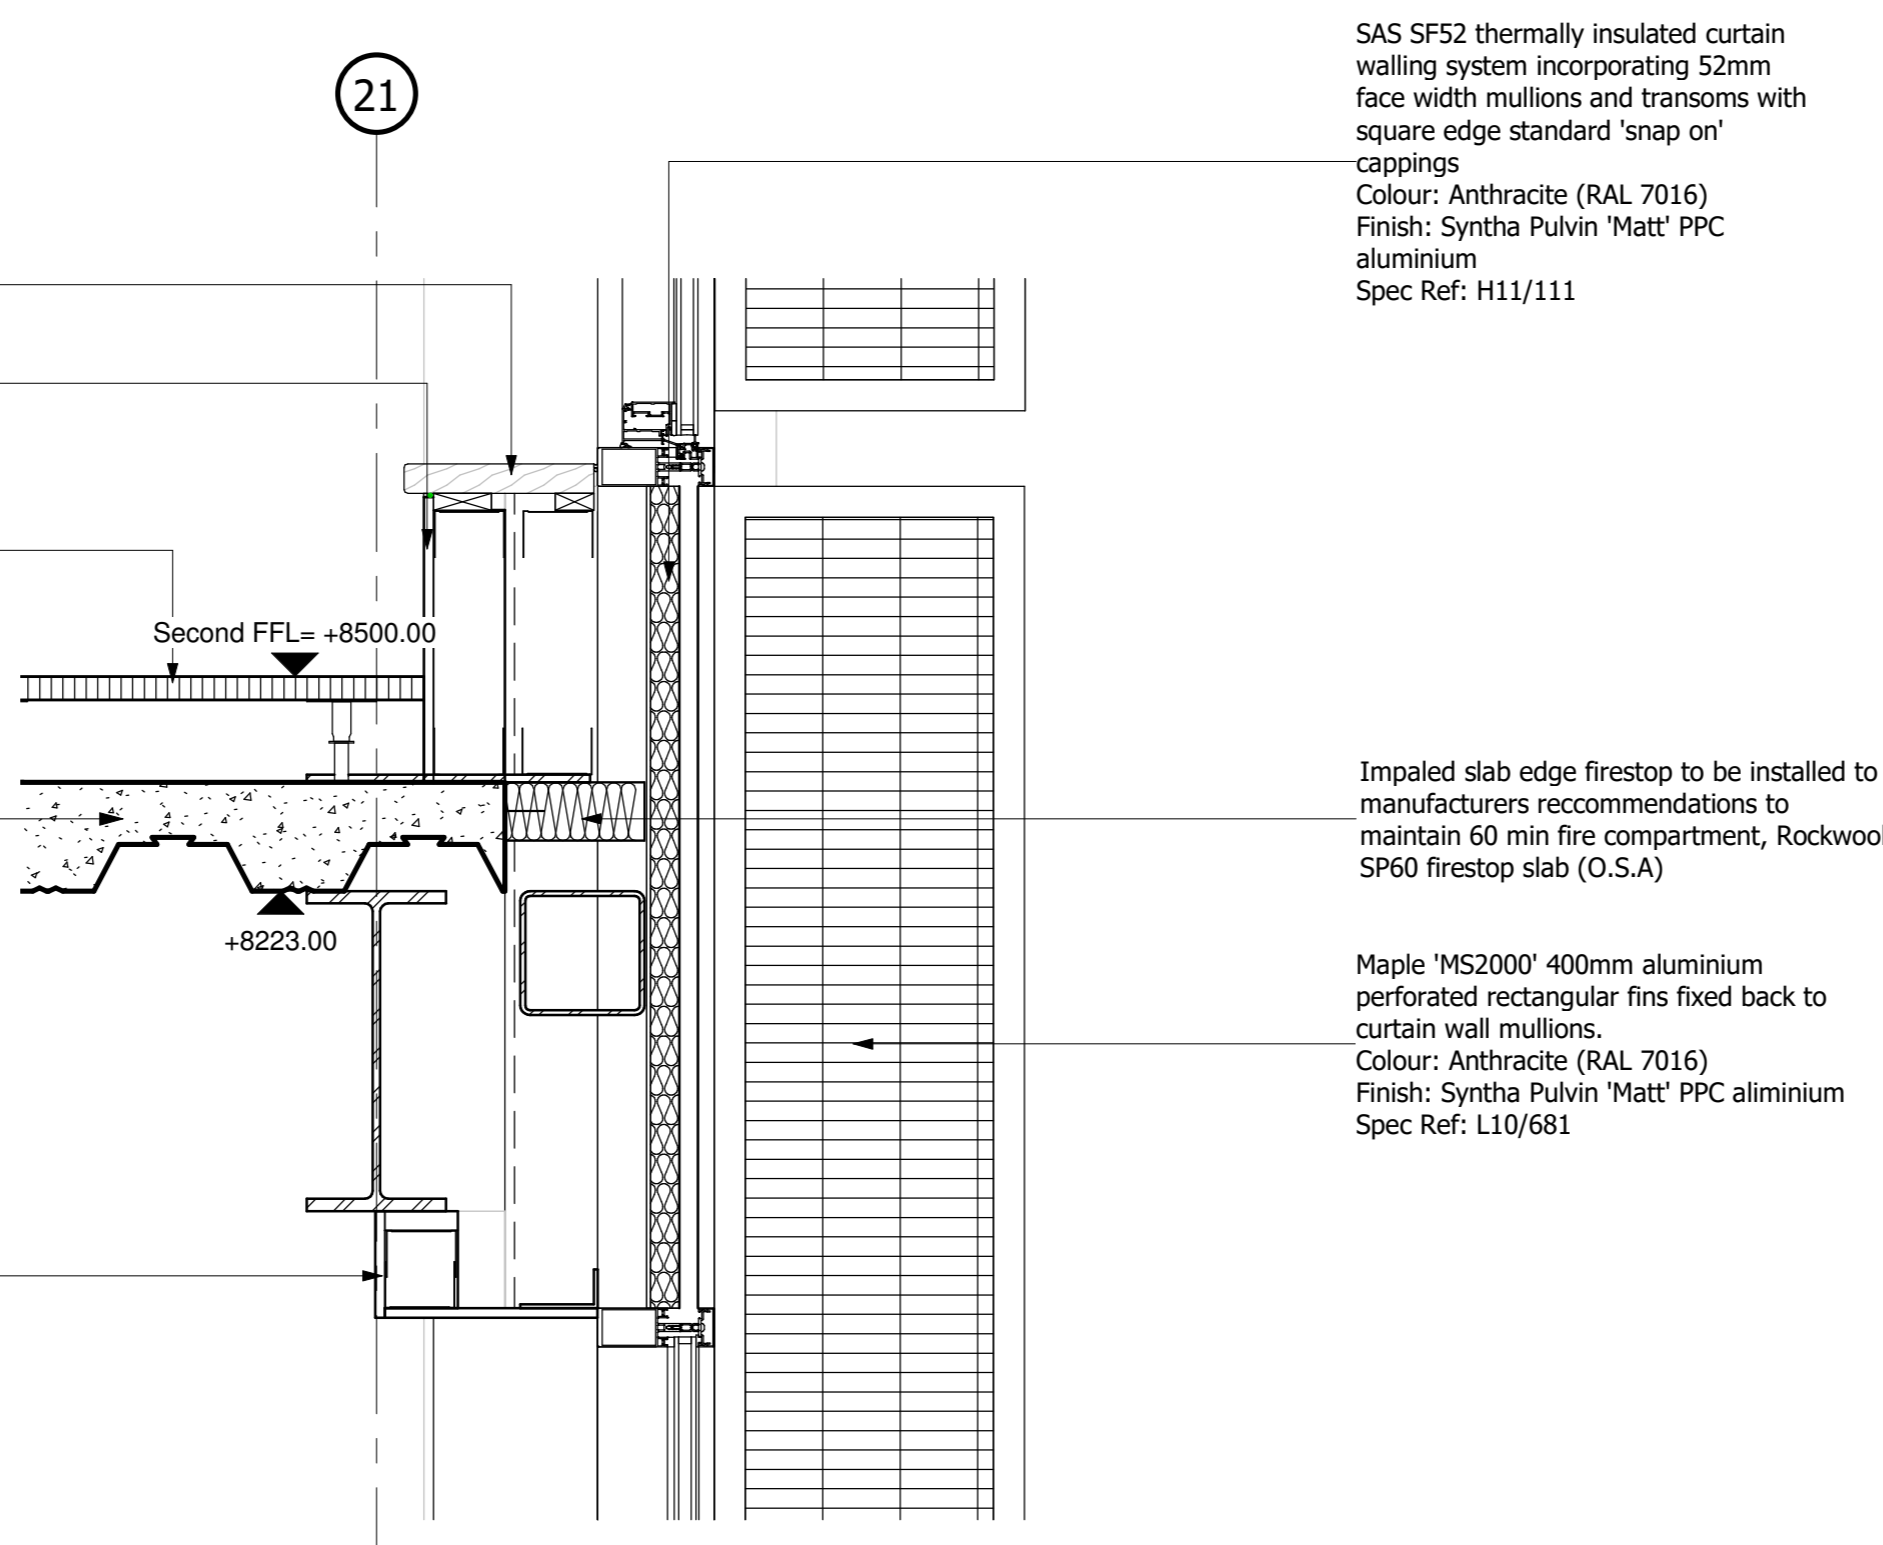 21
SAS SF52 thermally insulated curtain
walling system incorporating 52mm
face width mullions and transoms with
square edge standard 'snap on'
cappings
Colour: Anthracite (RAL 7016)
Finish: Syntha Pulvin 'Matt' PPC
aluminium
Spec Ref: H11/111
Second FFL= +8500.00
+8223.00
Impaled slab edge firestop to be installed to
manufacturers reccommendations to
maintain 60 min fire compartment, Rockwool
SP60 firestop slab (O.S.A)
Maple 'MS2000' 400mm aluminium
perforated rectangular fins fixed back to
curtain wall mullions.
Colour: Anthracite (RAL 7016)
Finish: Syntha Pulvin 'Matt' PPC aliminium
Spec Ref: L10/681